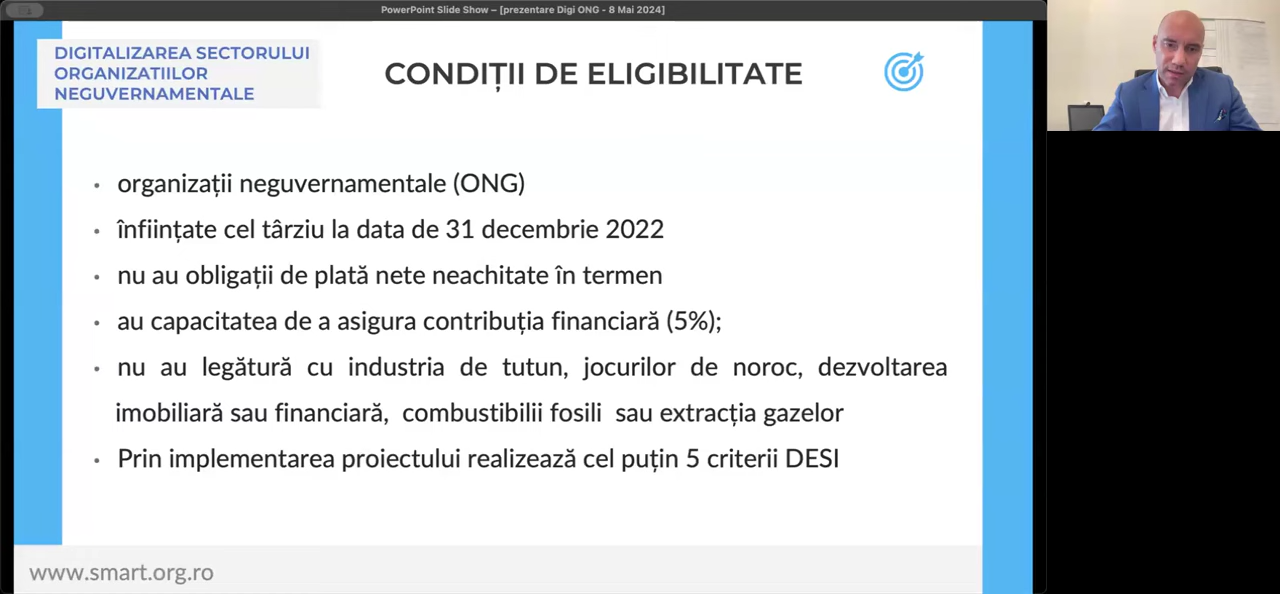 PowerPoint Slide Show – [prezentare Digi ONG - 8 Mai 2024]
DIGITALIZAREA SECTORULUI
ORGANIZATIILOR
NEGUVERNAMENTALE
CONDIȚII DE ELIGIBILITATE
• organizații neguvernamentale (ONG)
• înființate cel târziu la data de 31 decembrie 2022
• nu au obligații de plată nete neachitate în termen
• au capacitatea de a asigura contribuția financiară (5%);
• nu au legătură cu industria de tutun, jocurilor de noroc, dezvoltarea
imobiliară sau financiară, combustibilii fosili sau extracția gazelor
• Prin implementarea proiectului realizează cel puțin 5 criterii DESI
www.smart.org.ro